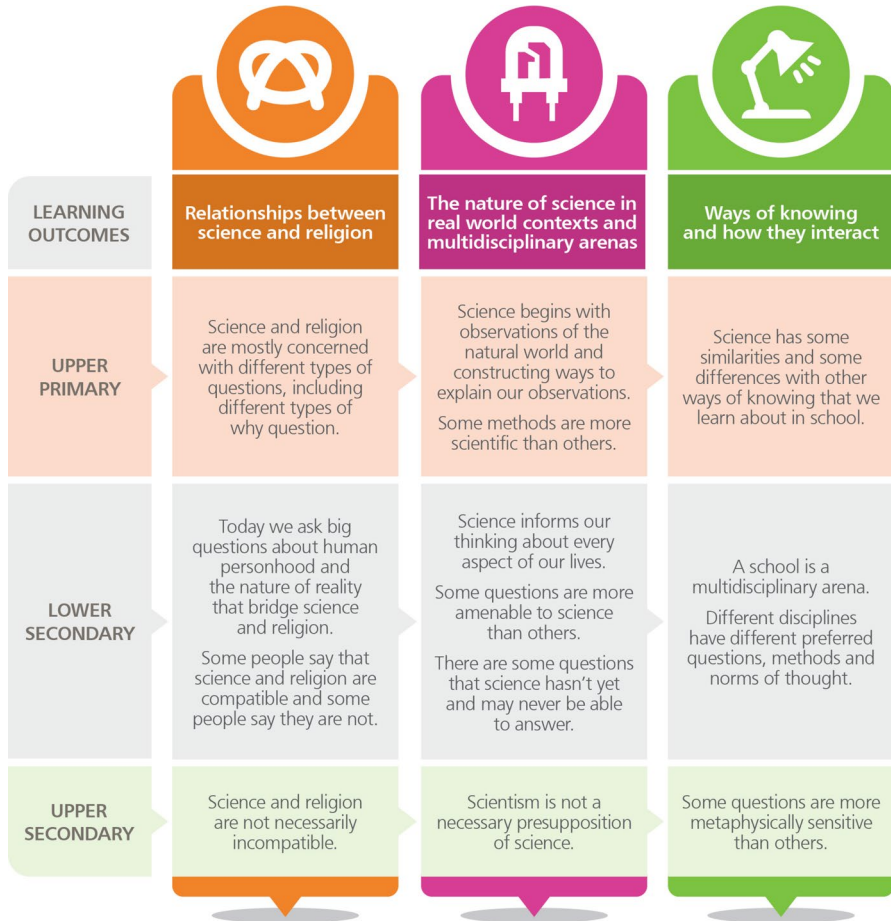 LEARNING
OUTCOMES
Relationships between
science and religion
The nature of science in
real world contexts and
multidisciplinary arenas
Ways of knowing
and how they interact
UPPER
PRIMARY
Science and religion
are mostly concerned
with different types of
questions, including
different types of
why question.
Science begins with
observations of the
natural world and
constructing ways to
explain our observations.
Some methods are more
scientific than others.
Science has some
similarities and some
differences with other
ways of knowing that we
learn about in school.
LOWER
SECONDARY
Today we ask big
questions about human
personhood and
the nature of reality
that bridge science
and religion.
Some people say that
science and religion are
compatible and some
people say they are not.
Science informs our
thinking about every
aspect of our lives.
Some questions are more
amenable to science
than others.
There are some questions
that science hasn't yet
and may never be able
to answer.
A school is a
multidisciplinary arena.
Different disciplines
have different preferred
questions, methods and
norms of thought.
UPPER
SECONDARY
Science and religion
are not necessarily
incompatible.
Scientism is not a
necessary presupposition
of science.
Some questions are more
metaphysically sensitive
than others.